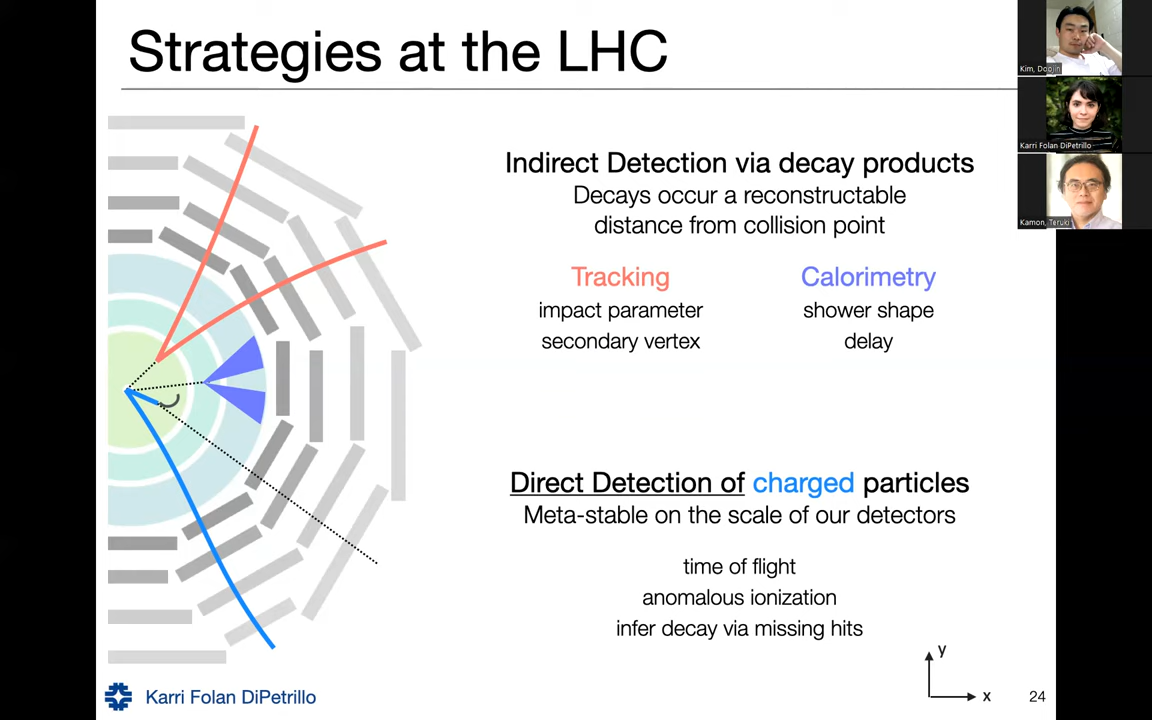 Strategies at the LHC
Indirect Detection via decay products
Decays occur a reconstructable
distance from collision point
Tracking
impact parameter
secondary vertex
Calorimetry
shower shape
delay
Direct Detection of charged particles
Meta-stable on the scale of our detectors
time of flight
anomalous ionization
infer decay via missing hits
y
x
Karri Folan DiPetrillo
24
Kim, Doojin
Karri Folan DiPetrillo
Kamon, Teruki